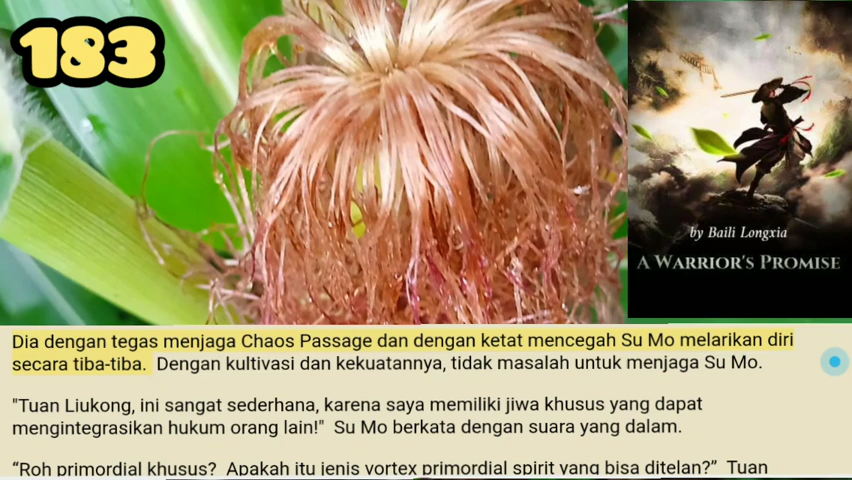 183
by Baili Longxia
A WARRIOR'S PROMISE
Dia dengan tegas menjaga Chaos Passage dan dengan ketat mencegah Su Mo melarikan diri
secara tiba-tiba. Dengan kultivasi dan kekuatannya, tidak masalah untuk menjaga Su Mo.
"Tuan Liukong, ini sangat sederhana, karena saya memiliki jiwa khusus yang dapat
mengintegrasikan hukum orang lain!" Su Mo berkata dengan suara yang dalam.
“Roh primordial khusus? Apakah itu jenis vortex primordial spirit yang bisa ditelan?” Tuan